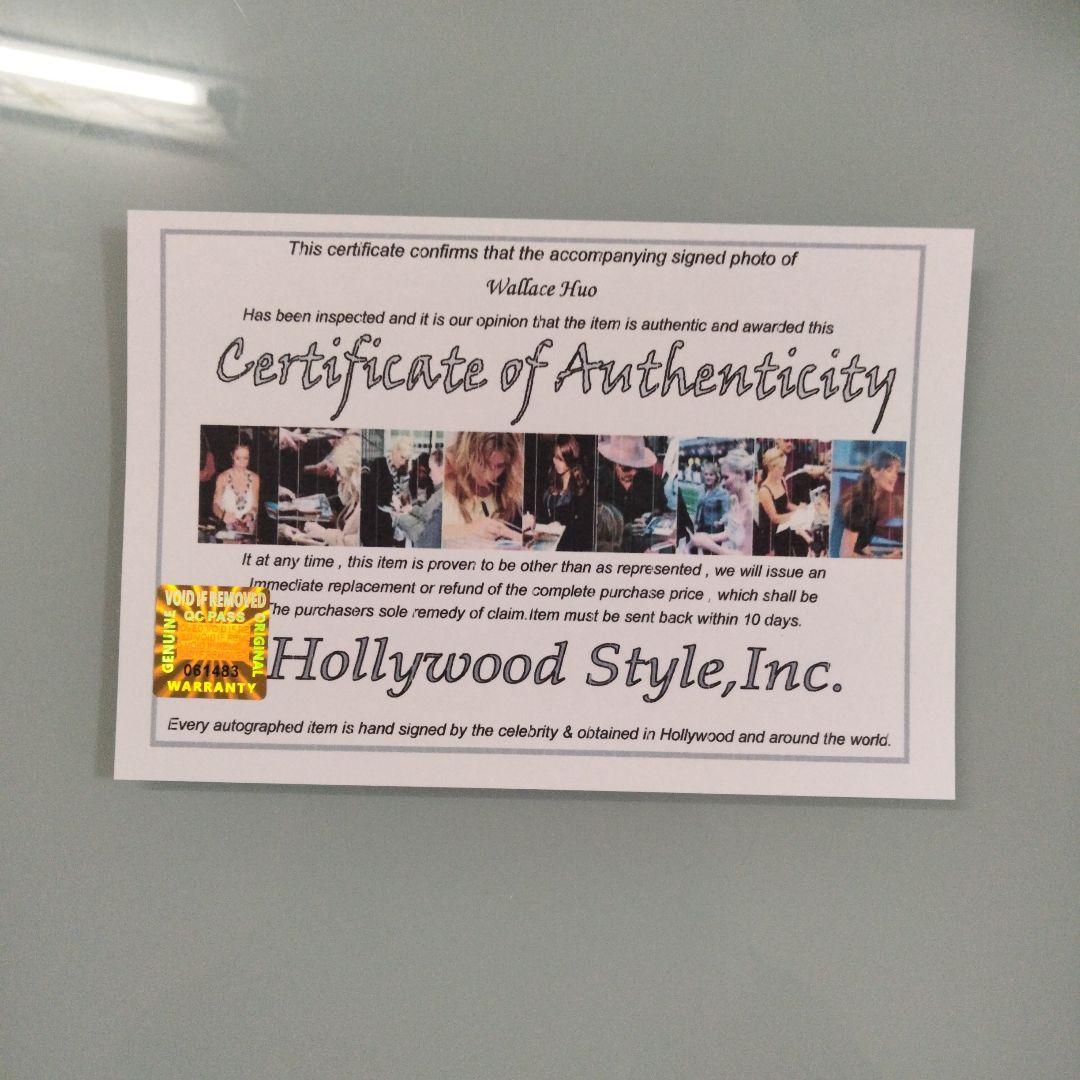 This certificate confirms that the accompanying signed photo of
Wallace Huo
Has been inspected and it is our opinion that the item is authentic and awarded this
Certificate of Authenticity
It at any time , this item is proven to be other than as represented , we will issue an
Immediate replacement or refund of the complete purchase price , which shall be
The purchasers sole remedy of claim.Item must be sent back within 10 days.
VOID IF REMOVED
QC PASS
GENUINE
ORIGINAL
061483
WARRANTY
Hollywood Style,Inc.
Every autographed item is hand signed by the celebrity & obtained in Hollywood and around the world.